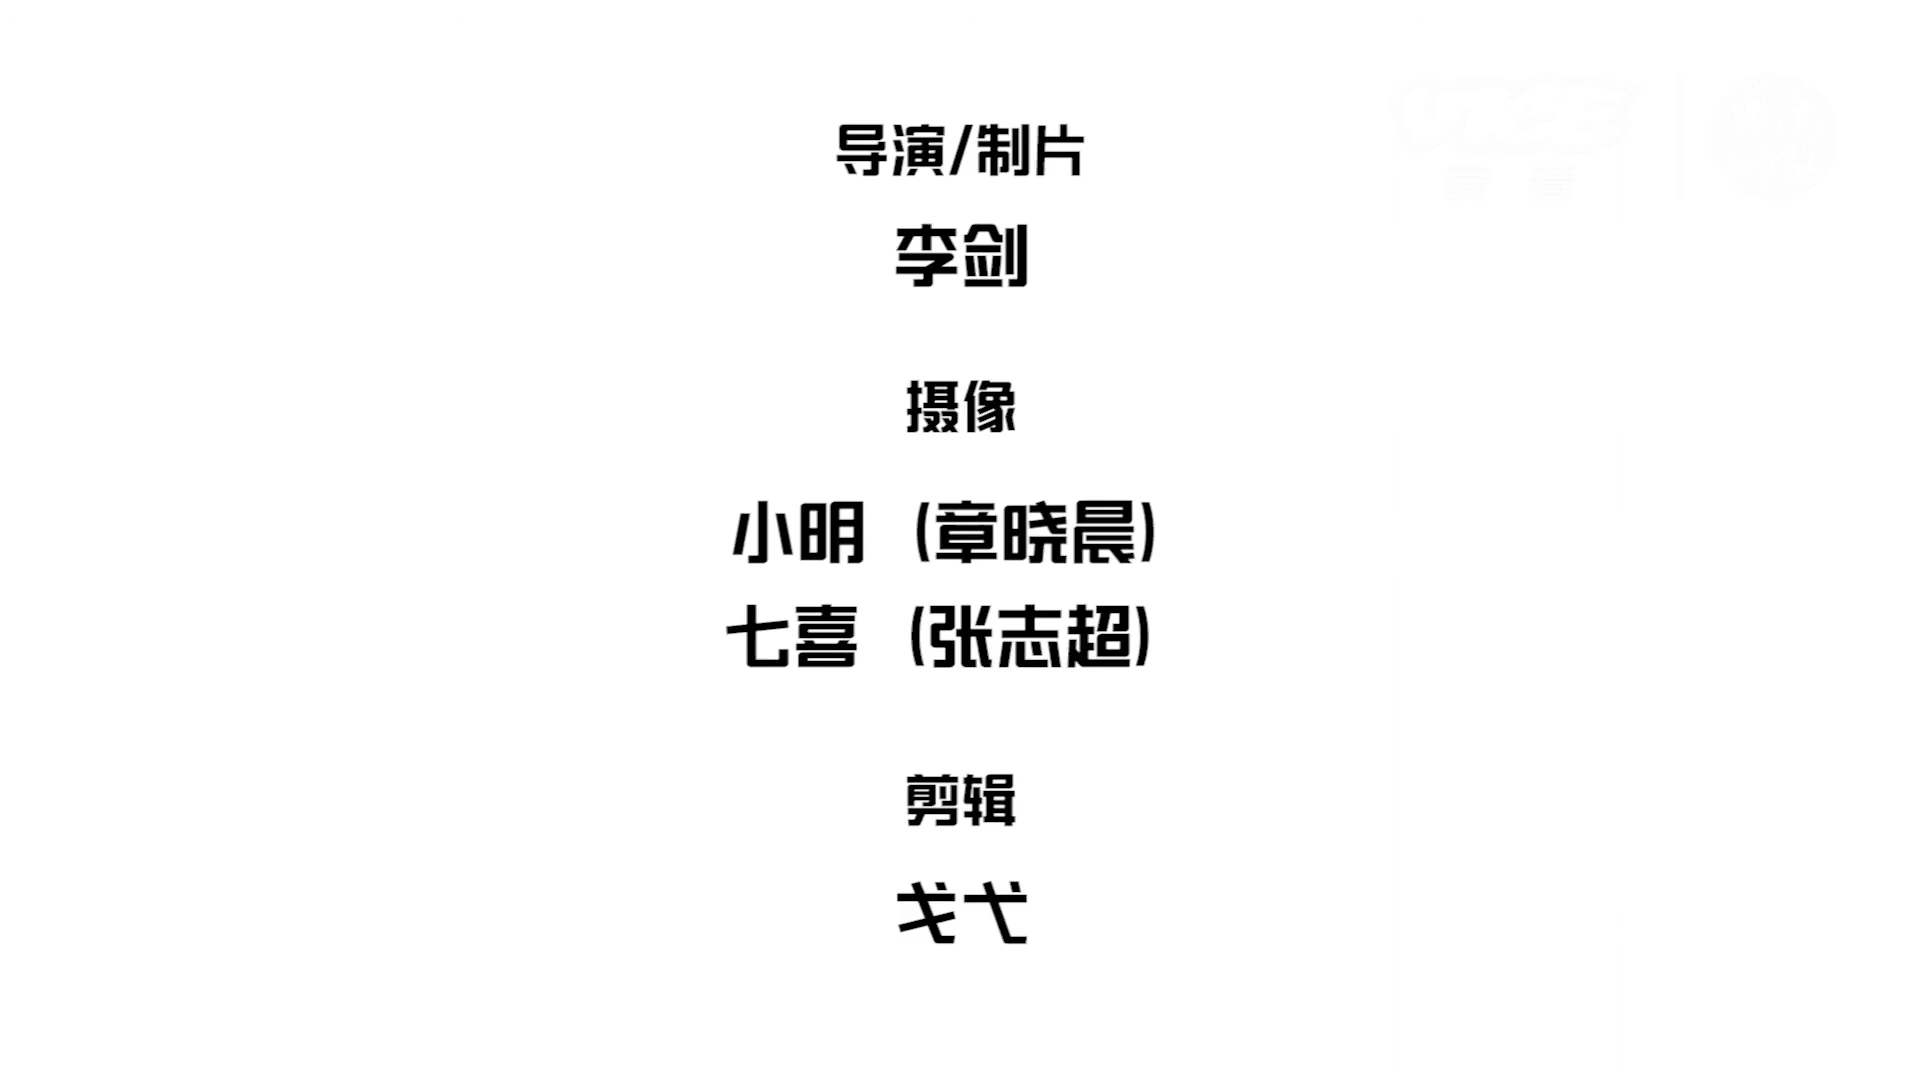 VICE
导演/制片
李剑
摄像
小明 (章晓晨)
七喜 (张志超)
剪辑
戈弋